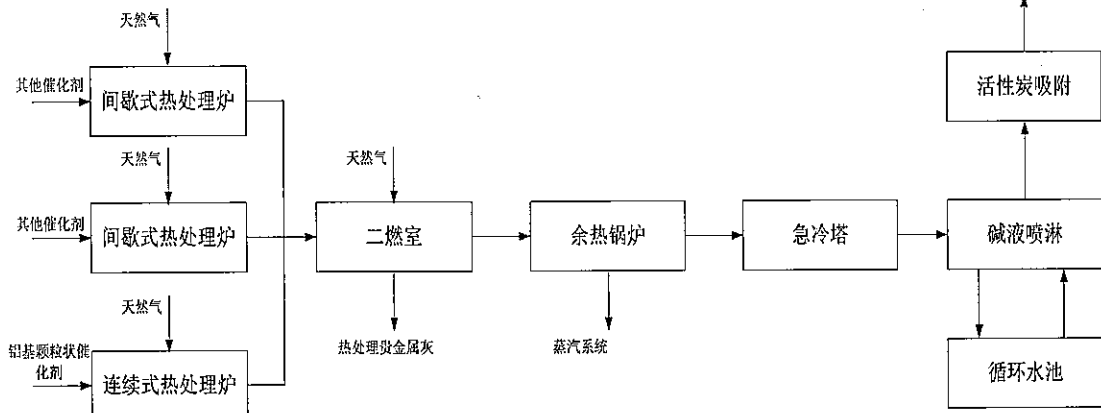 天然气
其他催化剂
间歇式热处理炉
活性炭吸附
天然气
天然气
其他催化剂
间歇式热处理炉
二燃室
余热锅炉
急冷塔
碱液喷淋
天然气
热处理贵金属灰
蒸汽系统
铝基颗粒状催
化剂
连续式热处理炉
循环水池